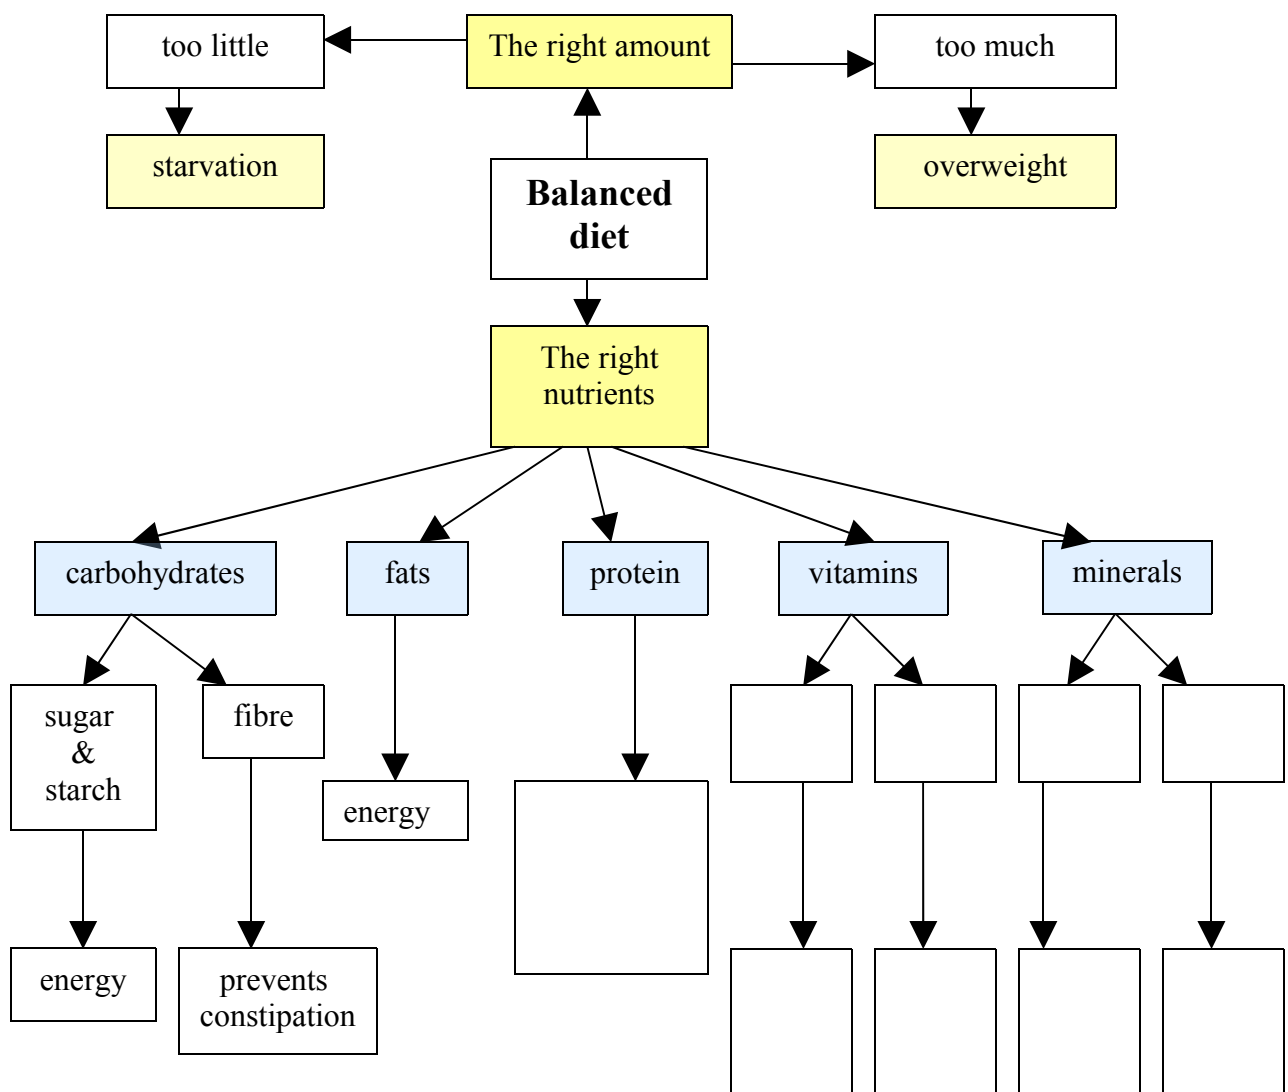 too little
The right amount
too much
starvation
overweight
Balanced
diet
The right
nutrients
carbohydrates
fats
protein
vitamins
minerals
sugar
&
starch
fibre
energy
energy
prevents
constipation